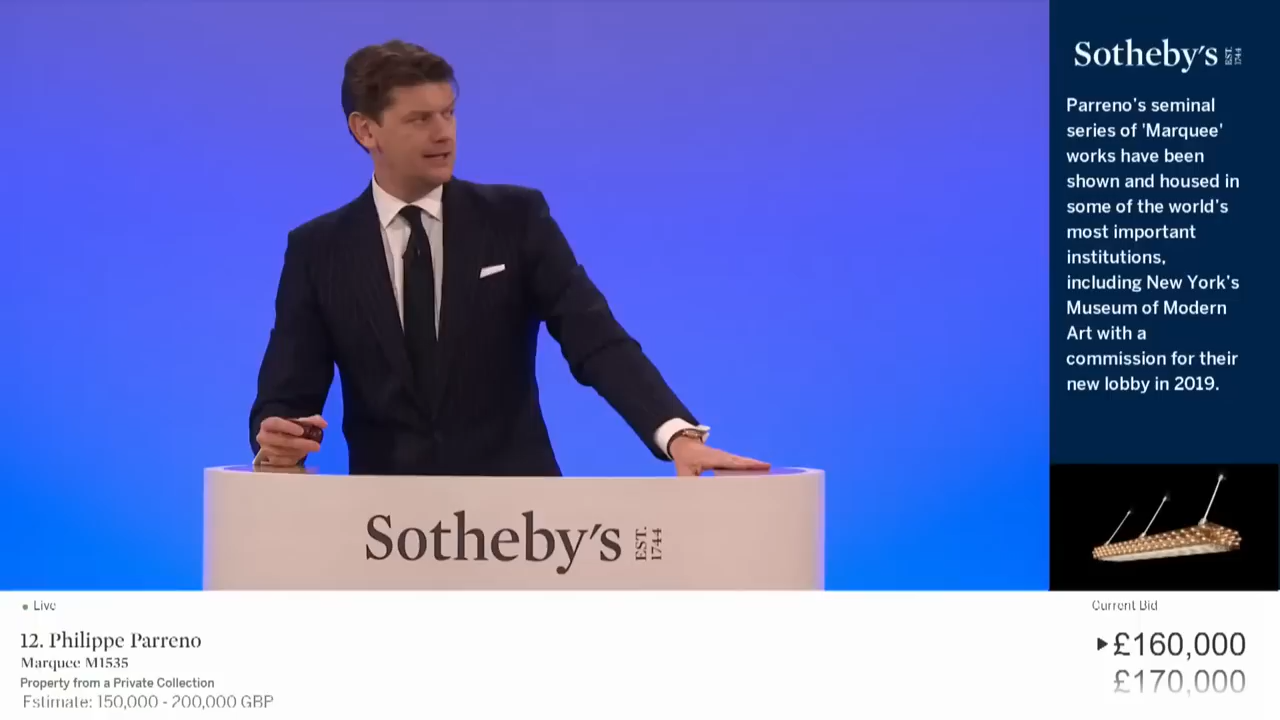 Sotheby's EST. 1744
Parreno's seminal
series of 'Marquee'
works have been
shown and housed in
some of the world's
most important
institutions,
including New York's
Museum of Modern
Art with a
commission for their
new lobby in 2019.
Sotheby's EST. 1744
Live
12. Philippe Parreno
Marquee M1535
Property from a Private Collection
Estimate: 150,000 - 200,000 GBP
Current Bid
£160,000
£170,000